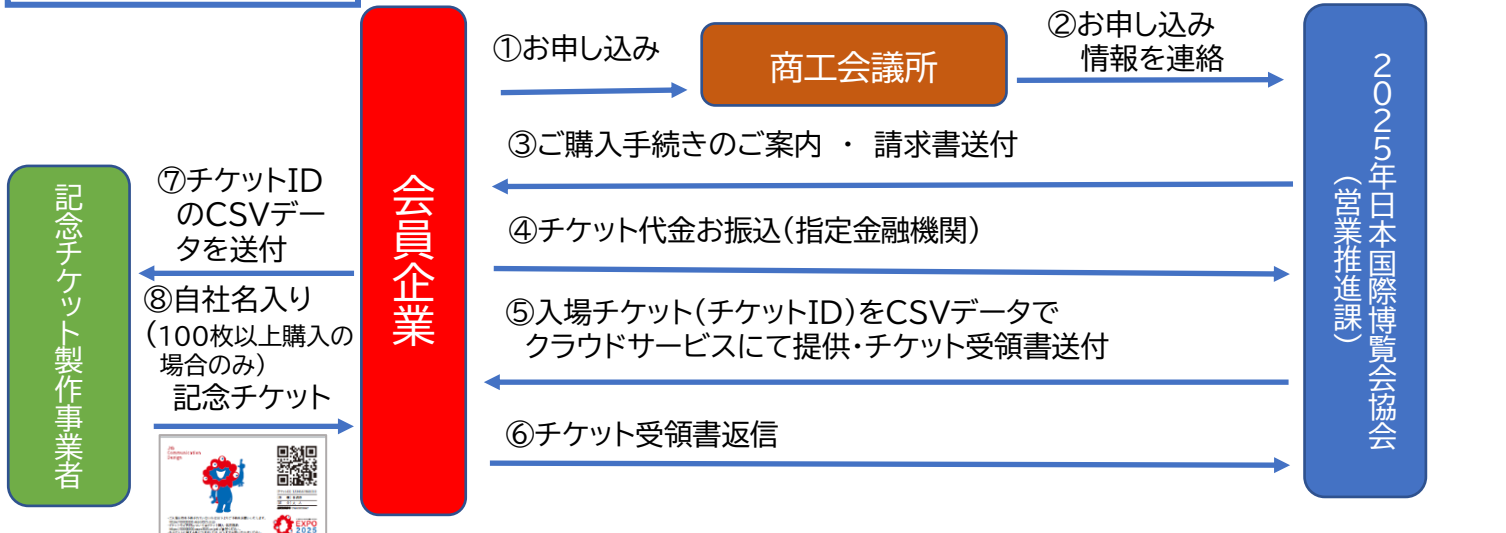 ①お申し込み
商工会議所
②お申し込み
情報を連絡
2025年日本国際博覧会協会
（営業推進課）
③ご購入手続きのご案内 ・ 請求書送付
会員企業
④チケット代金お振込（指定金融機関）
⑤入場チケット（チケットID）をCSVデータで
クラウドサービスにて提供・チケット受領書送付
⑥チケット受領書返信
⑦チケットID
のCSVデー
タを送付
記念チケット製作事業者
⑧自社名入り
（100枚以上購入の
場合のみ）
記念チケット
EXPO
2025